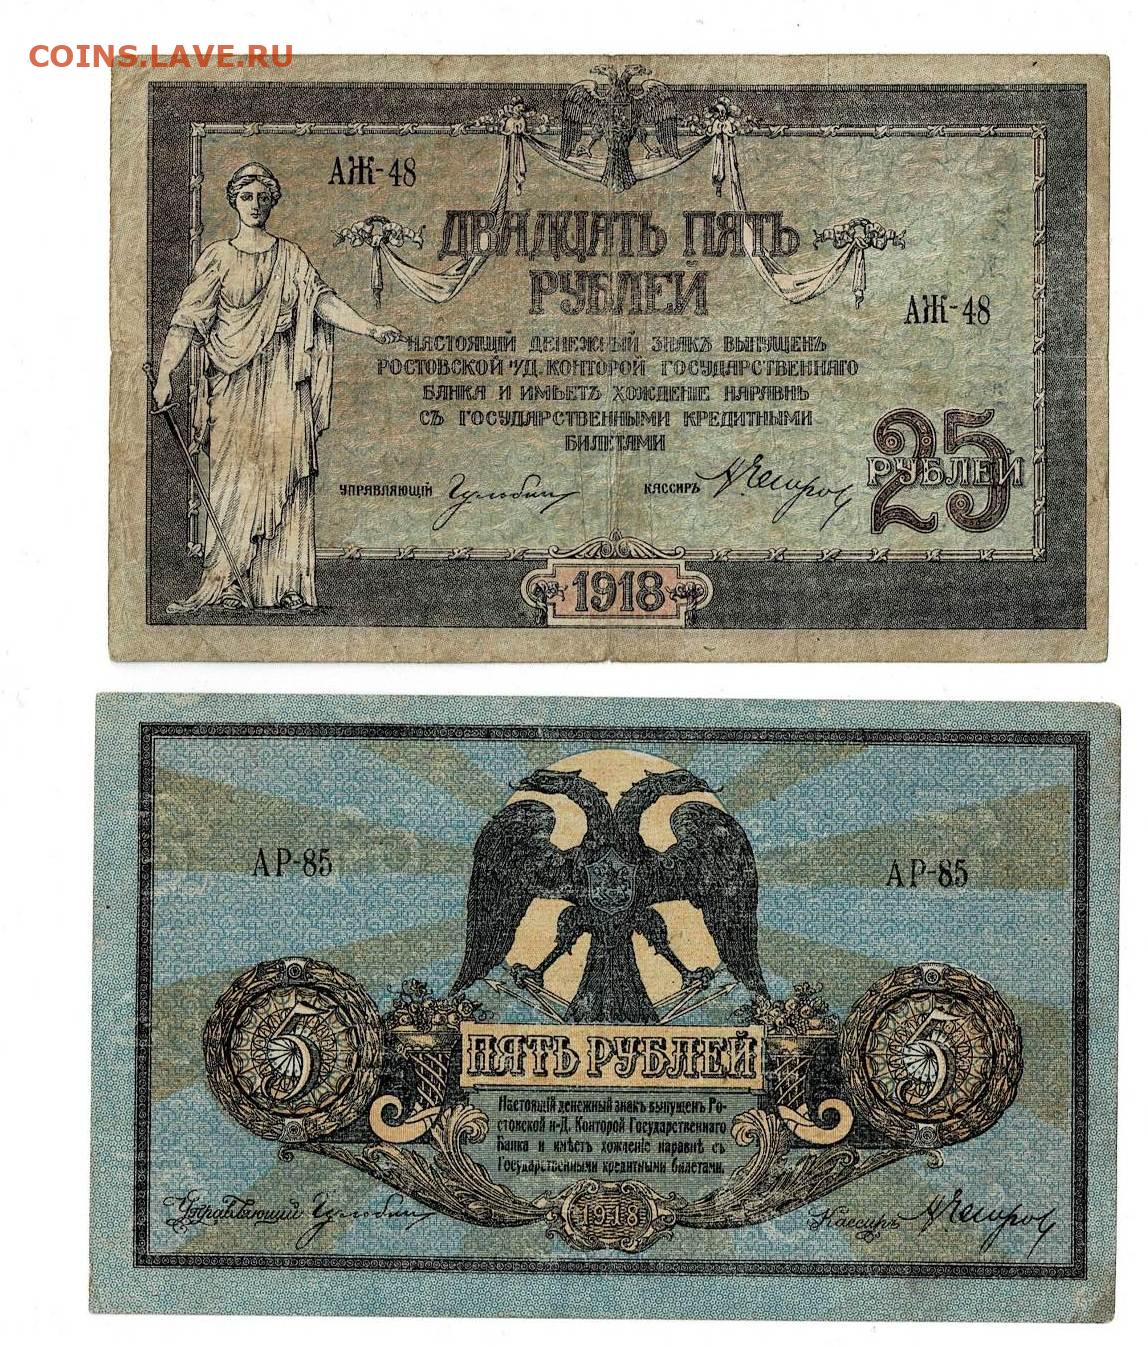 COINS.LAVE.RU
АЖ-48
ДВАДЦАТЬ ПЯТЬ
РУБЛЕЙ
АЖ-48
НАСТОЯЩІЙ ДЕНЕЖНЫЙ ЗНАКЪ ВЫПУЩЕНЪ
РОСТОВСКОЙ Н/Д. КОНТОРОЙ ГОСУДАРСТВЕННАГО
БАНКА И ИМѢЕТЪ ХОЖДЕНІЕ НАРАВНѢ
СЪ ГОСУДАРСТВЕННЫМИ КРЕДИТНЫМИ
БИЛЕТАМИ
25
РУБЛЕЙ
УПРАВЛЯЮЩІЙ
КАССИРЪ
1918
АР-85
АР-85
5
5
ПЯТЬ РУБЛЕЙ
Настоящій денежный знакъ выпущенъ Ро-
стовской н-Д. Конторой Государственнаго
Банка и имѣетъ хожденіе наравнѣ съ
Государственными кредитными билетами.
Управляющий
1918
Кассиръ